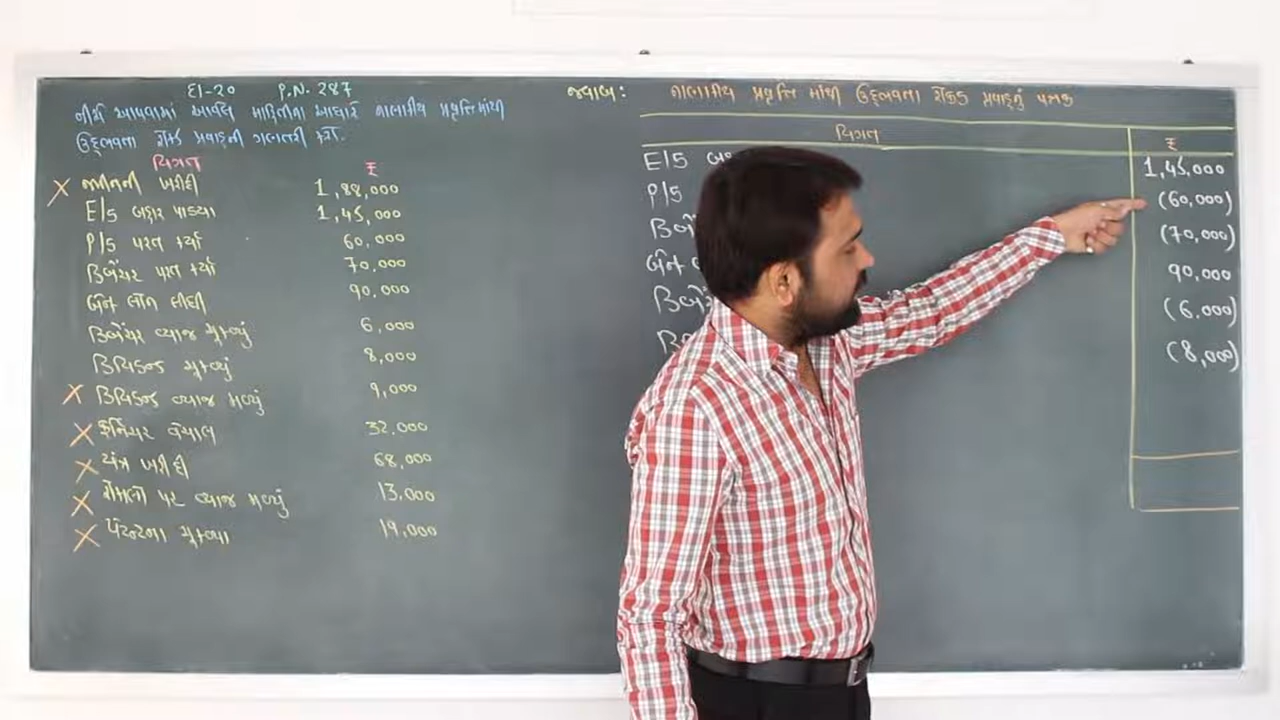 દા-20 P.N. 287
નીચે આપવામાં આવેલ માહિતીના આધારે નાણાકીય પ્રવૃત્તિમાંથી
ઉદ્દભવતા રોકડ પ્રવાહની ગણતરી કરો.
વિગત ₹
X જમીનની ખરીદી 1,88,000
E/S બહાર પાડ્યા 1,45,000
P/S પરત કર્યા 60,000
ડિબેંચર પરત કર્યા 70,000
બૅંન લોન લીધી 90,000
ડિબેંચર વ્યાજ ચૂકવ્યું 6,000
ડિવિડન્ડ ચૂકવ્યું 8,000
X ડિવિડન્ડ વ્યાજ મળ્યું 9,000
X ફર્નિચર વેચાણ 32,000
X યંત્ર ખરીદી 68,000
X રોકાણો પર વ્યાજ મળ્યું 13,000
X ચૂકવ્યા 19,000
જવાબ: નાણાકીય પ્રવૃત્તિ માંથી ઉદ્દભવતા રોકડ પ્રવાહનું પત્રક
વિગત ₹
E/S 1,45,000
P/S (60,000)
(70,000)
90,000
(6,000)
(8,000)